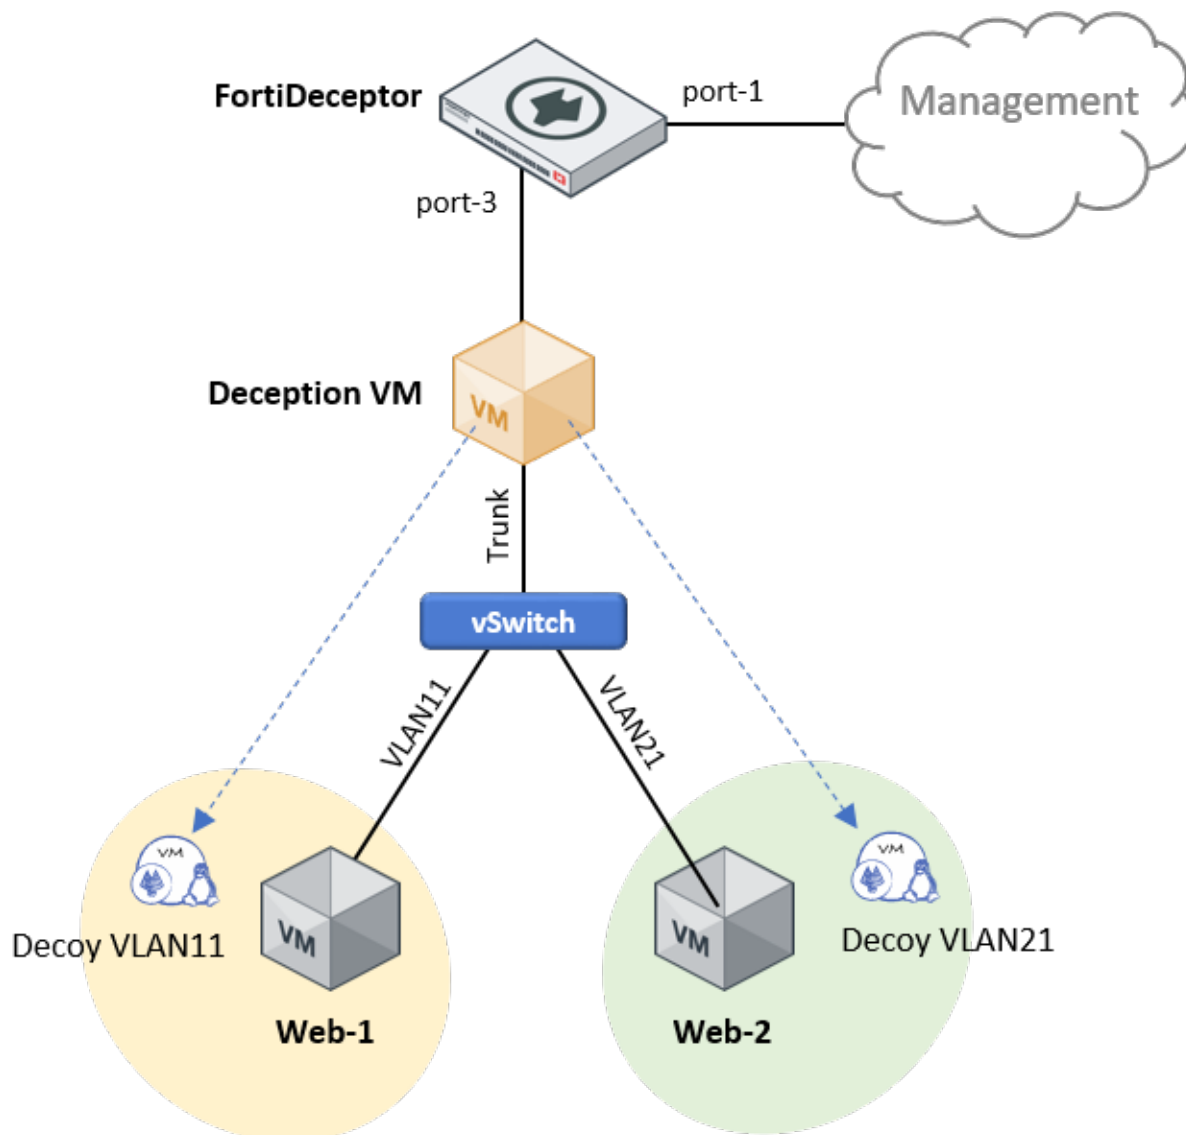 FortiDeceptor
port-1
Management
port-3
Deception VM
VM
Trunk
vSwitch
VLAN11
VLAN21
VM
VM
Decoy VLAN11
VM
VM
Decoy VLAN21
Web-1
Web-2